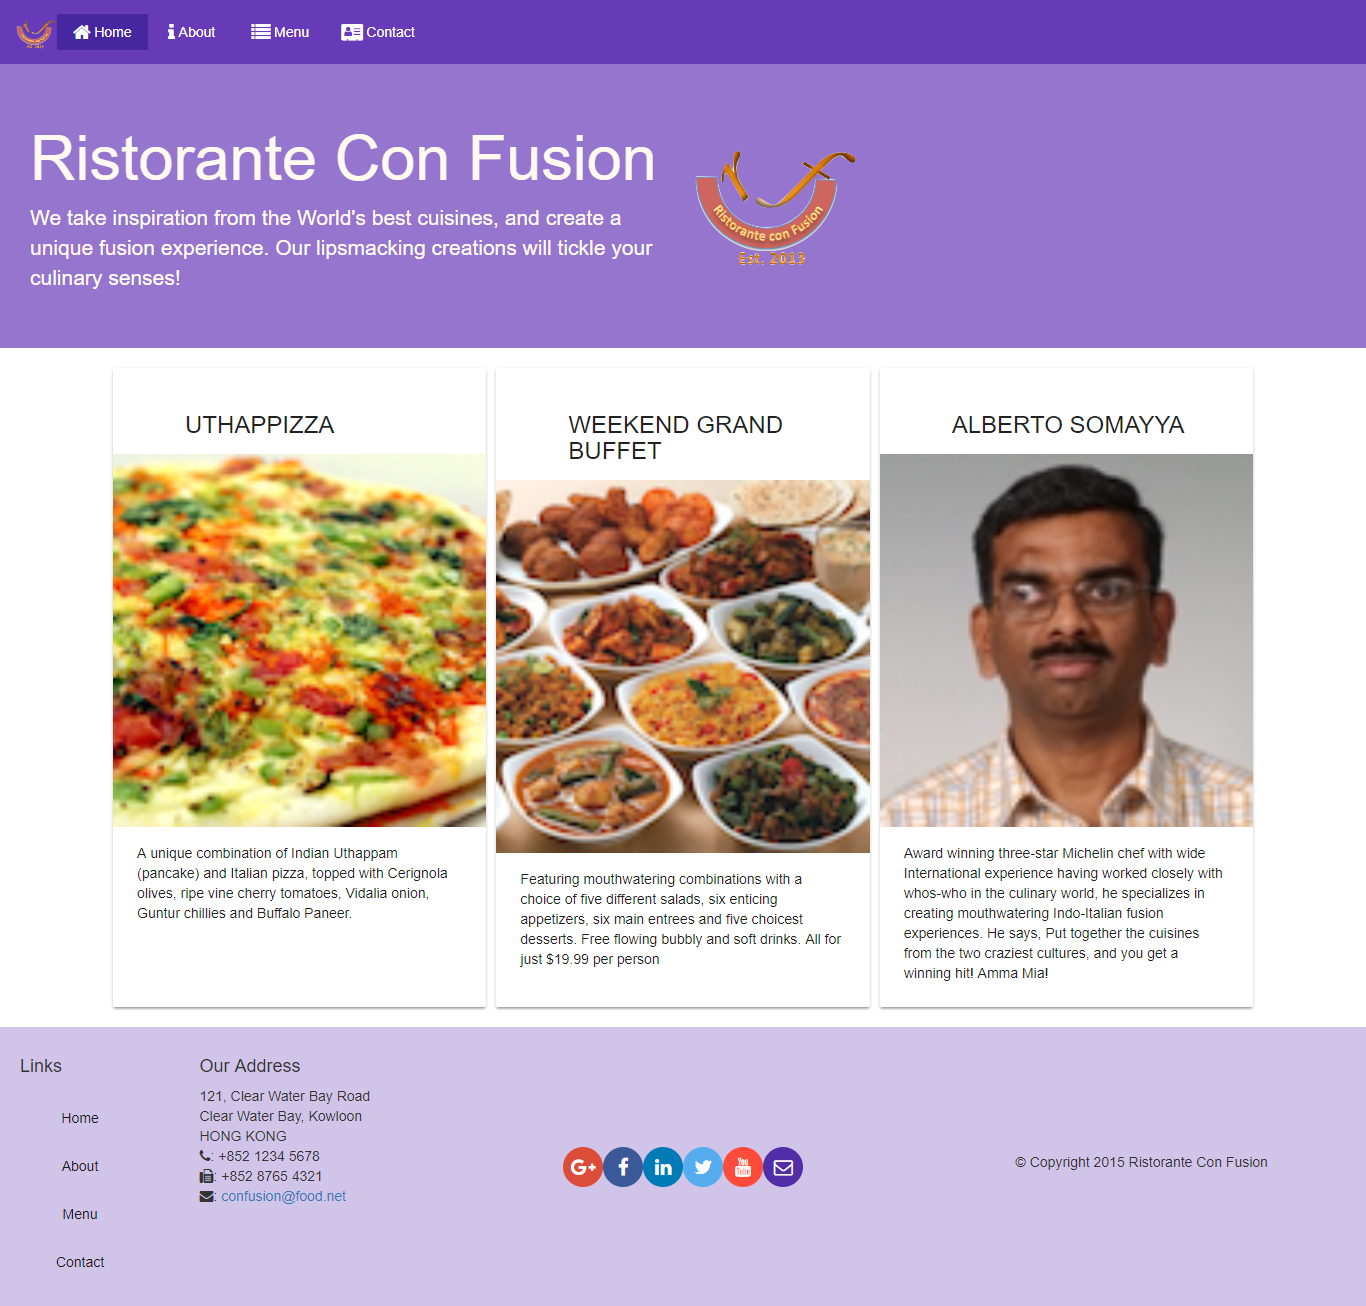 Home About Menu Contact
Ristorante Con Fusion
We take inspiration from the World's best cuisines, and create a
unique fusion experience. Our lipsmacking creations will tickle your
culinary senses!
Ristorante con Fusion
Est. 2013
UTHAPPIZZA
A unique combination of Indian Uthappam
(pancake) and Italian pizza, topped with Cerignola
olives, ripe vine cherry tomatoes, Vidalia onion,
Guntur chillies and Buffalo Paneer.
WEEKEND GRAND
BUFFET
Featuring mouthwatering combinations with a
choice of five different salads, six enticing
appetizers, six main entrees and five choicest
desserts. Free flowing bubbly and soft drinks. All for
just $19.99 per person
ALBERTO SOMAYYA
Award winning three-star Michelin chef with wide
International experience having worked closely with
whos-who in the culinary world, he specializes in
creating mouthwatering Indo-Italian fusion
experiences. He says, Put together the cuisines
from the two craziest cultures, and you get a
winning hit! Amma Mia!
Links
Home
About
Menu
Contact
Our Address
121, Clear Water Bay Road
Clear Water Bay, Kowloon
HONG KONG
: +852 1234 5678
: +852 8765 4321
: confusion@food.net
G+ f in You Tube
© Copyright 2015 Ristorante Con Fusion